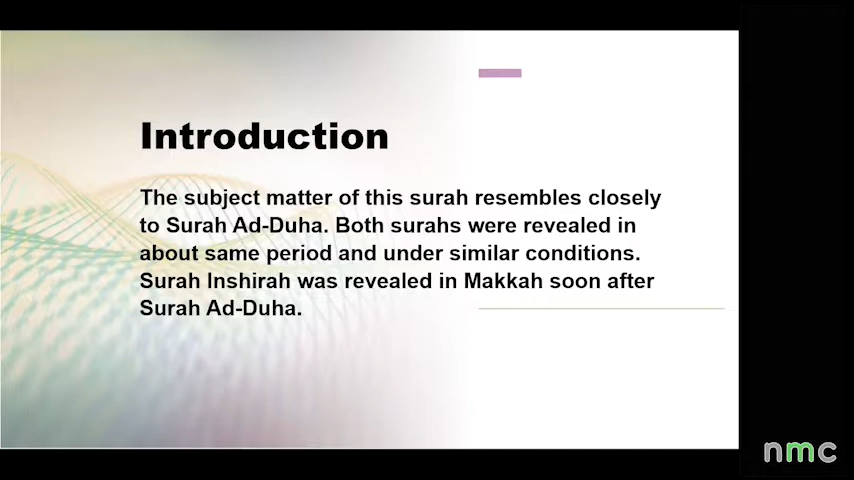 Introduction
The subject matter of this surah resembles closely
to Surah Ad-Duha. Both surahs were revealed in
about same period and under similar conditions.
Surah Inshirah was revealed in Makkah soon after
Surah Ad-Duha.
nmc